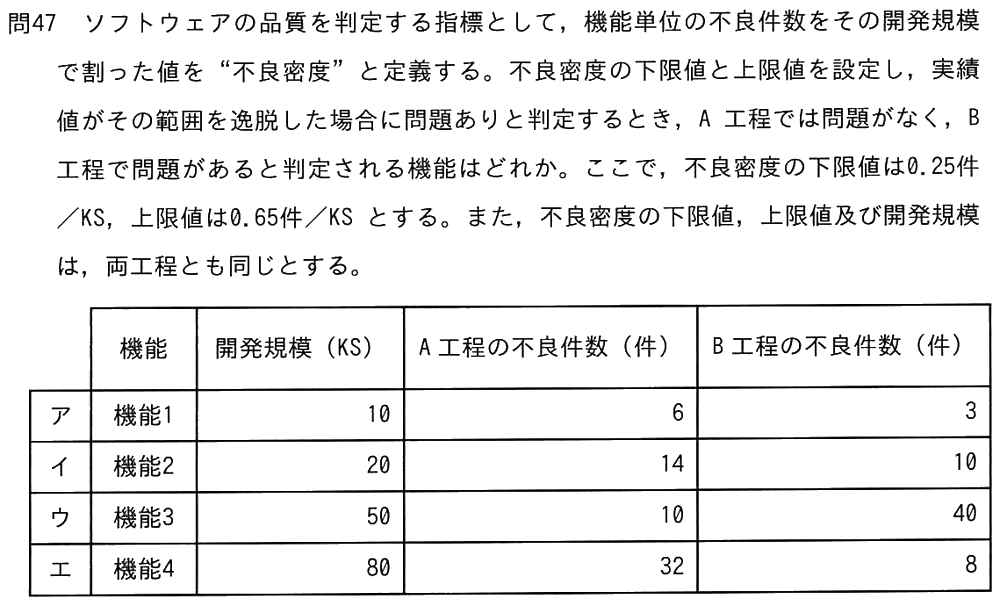 問47 ソフトウェアの品質を判定する指標として，機能単位の不良件数をその開発規模
で割った値を“不良密度”と定義する。不良密度の下限値と上限値を設定し，実績
値がその範囲を逸脱した場合に問題ありと判定するとき，A 工程では問題がなく，B
工程で問題があると判定される機能はどれか。ここで，不良密度の下限値は0.25件
／KS，上限値は0.65件／KS とする。また，不良密度の下限値，上限値及び開発規模
は，両工程とも同じとする。
機能 開発規模（KS） A 工程の不良件数（件） B 工程の不良件数（件）
ア 機能1 10 6 3
イ 機能2 20 14 10
ウ 機能3 50 10 40
エ 機能4 80 32 8